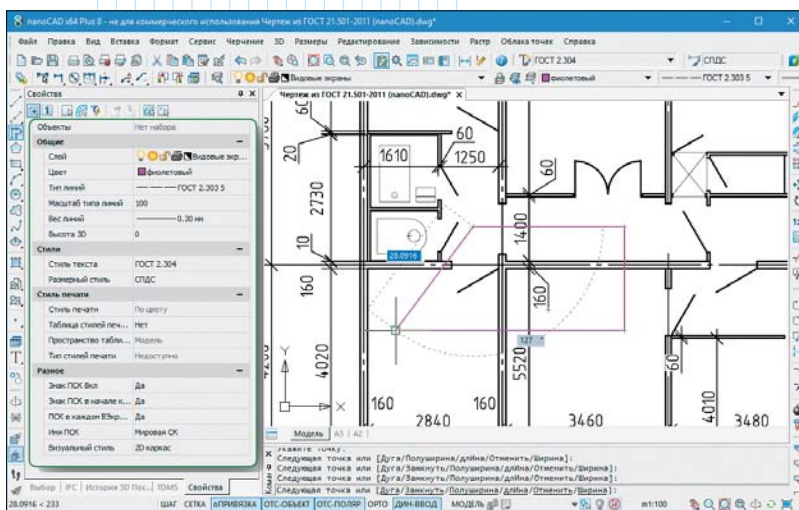 nanoCAD x64 Plus 8 - не для коммерческого использования Чертеж из ГОСТ 21.501-2011 (nanoCAD).dwg*
Файл Правка Вид Вставка Формат Сервис Черчение 3D Размеры Редактирование Зависимости Растр Облака точек Справка
ГОСТ 2.304 СПДС
Видовые экраны фиолетовый ГОСТ 2.303 5
Свойства
Чертеж из ГОСТ 21.501-2011 (nanoCAD).dwg*
Объекты Нет набора
Общие
Слой Видовые экр...
Цвет фиолетовый
Тип линий ГОСТ 2.303 5
Масштаб типа линий 100
Вес линий 0.30 мм
Высота 3D 0
Стили
Стиль текста ГОСТ 2.304
Размерный стиль СПДС
Стиль печати
Стиль печати По цвету
Таблица стилей печ... Нет
Пространство табли... Модель
Тип стилей печати Недоступно
Разное
Знак ПСК Вкл Да
Знак ПСК в начале к... Да
ПСК в каждом ВЭкр... Да
Имя ПСК Мировая СК
Визуальный стиль 2D каркас
60
20
1610
1250
60
60
2730
1400
10
28.0916
160
160
127 °
5520
60
4020
4010
Y
X
160
160
2840
3460
3480
Модель A3 A2
Укажите точку:
Следующая точка или [Дуга/Полуширина/длИна/Отменить/Ширина]:
Следующая точка или [Дуга/Замкнуть/Полуширина/длИна/Отменить/Ширина]:
Следующая точка или [Дуга/Замкнуть/Полуширина/длИна/Отменить/Ширина]:
Следующая точка или [Дуга/Замкнуть/Полуширина/длИна/Отменить/Ширина]:
Выбор IFC История 3D Пос... TDMS Свойства
28.0916 < 233 ШАГ СЕТКА оПРИВЯЗКА ОТС-ОБЪЕКТ ОТС-ПОЛЯР ОРТО ДИН-ВВОД МОДЕЛЬ m1:100